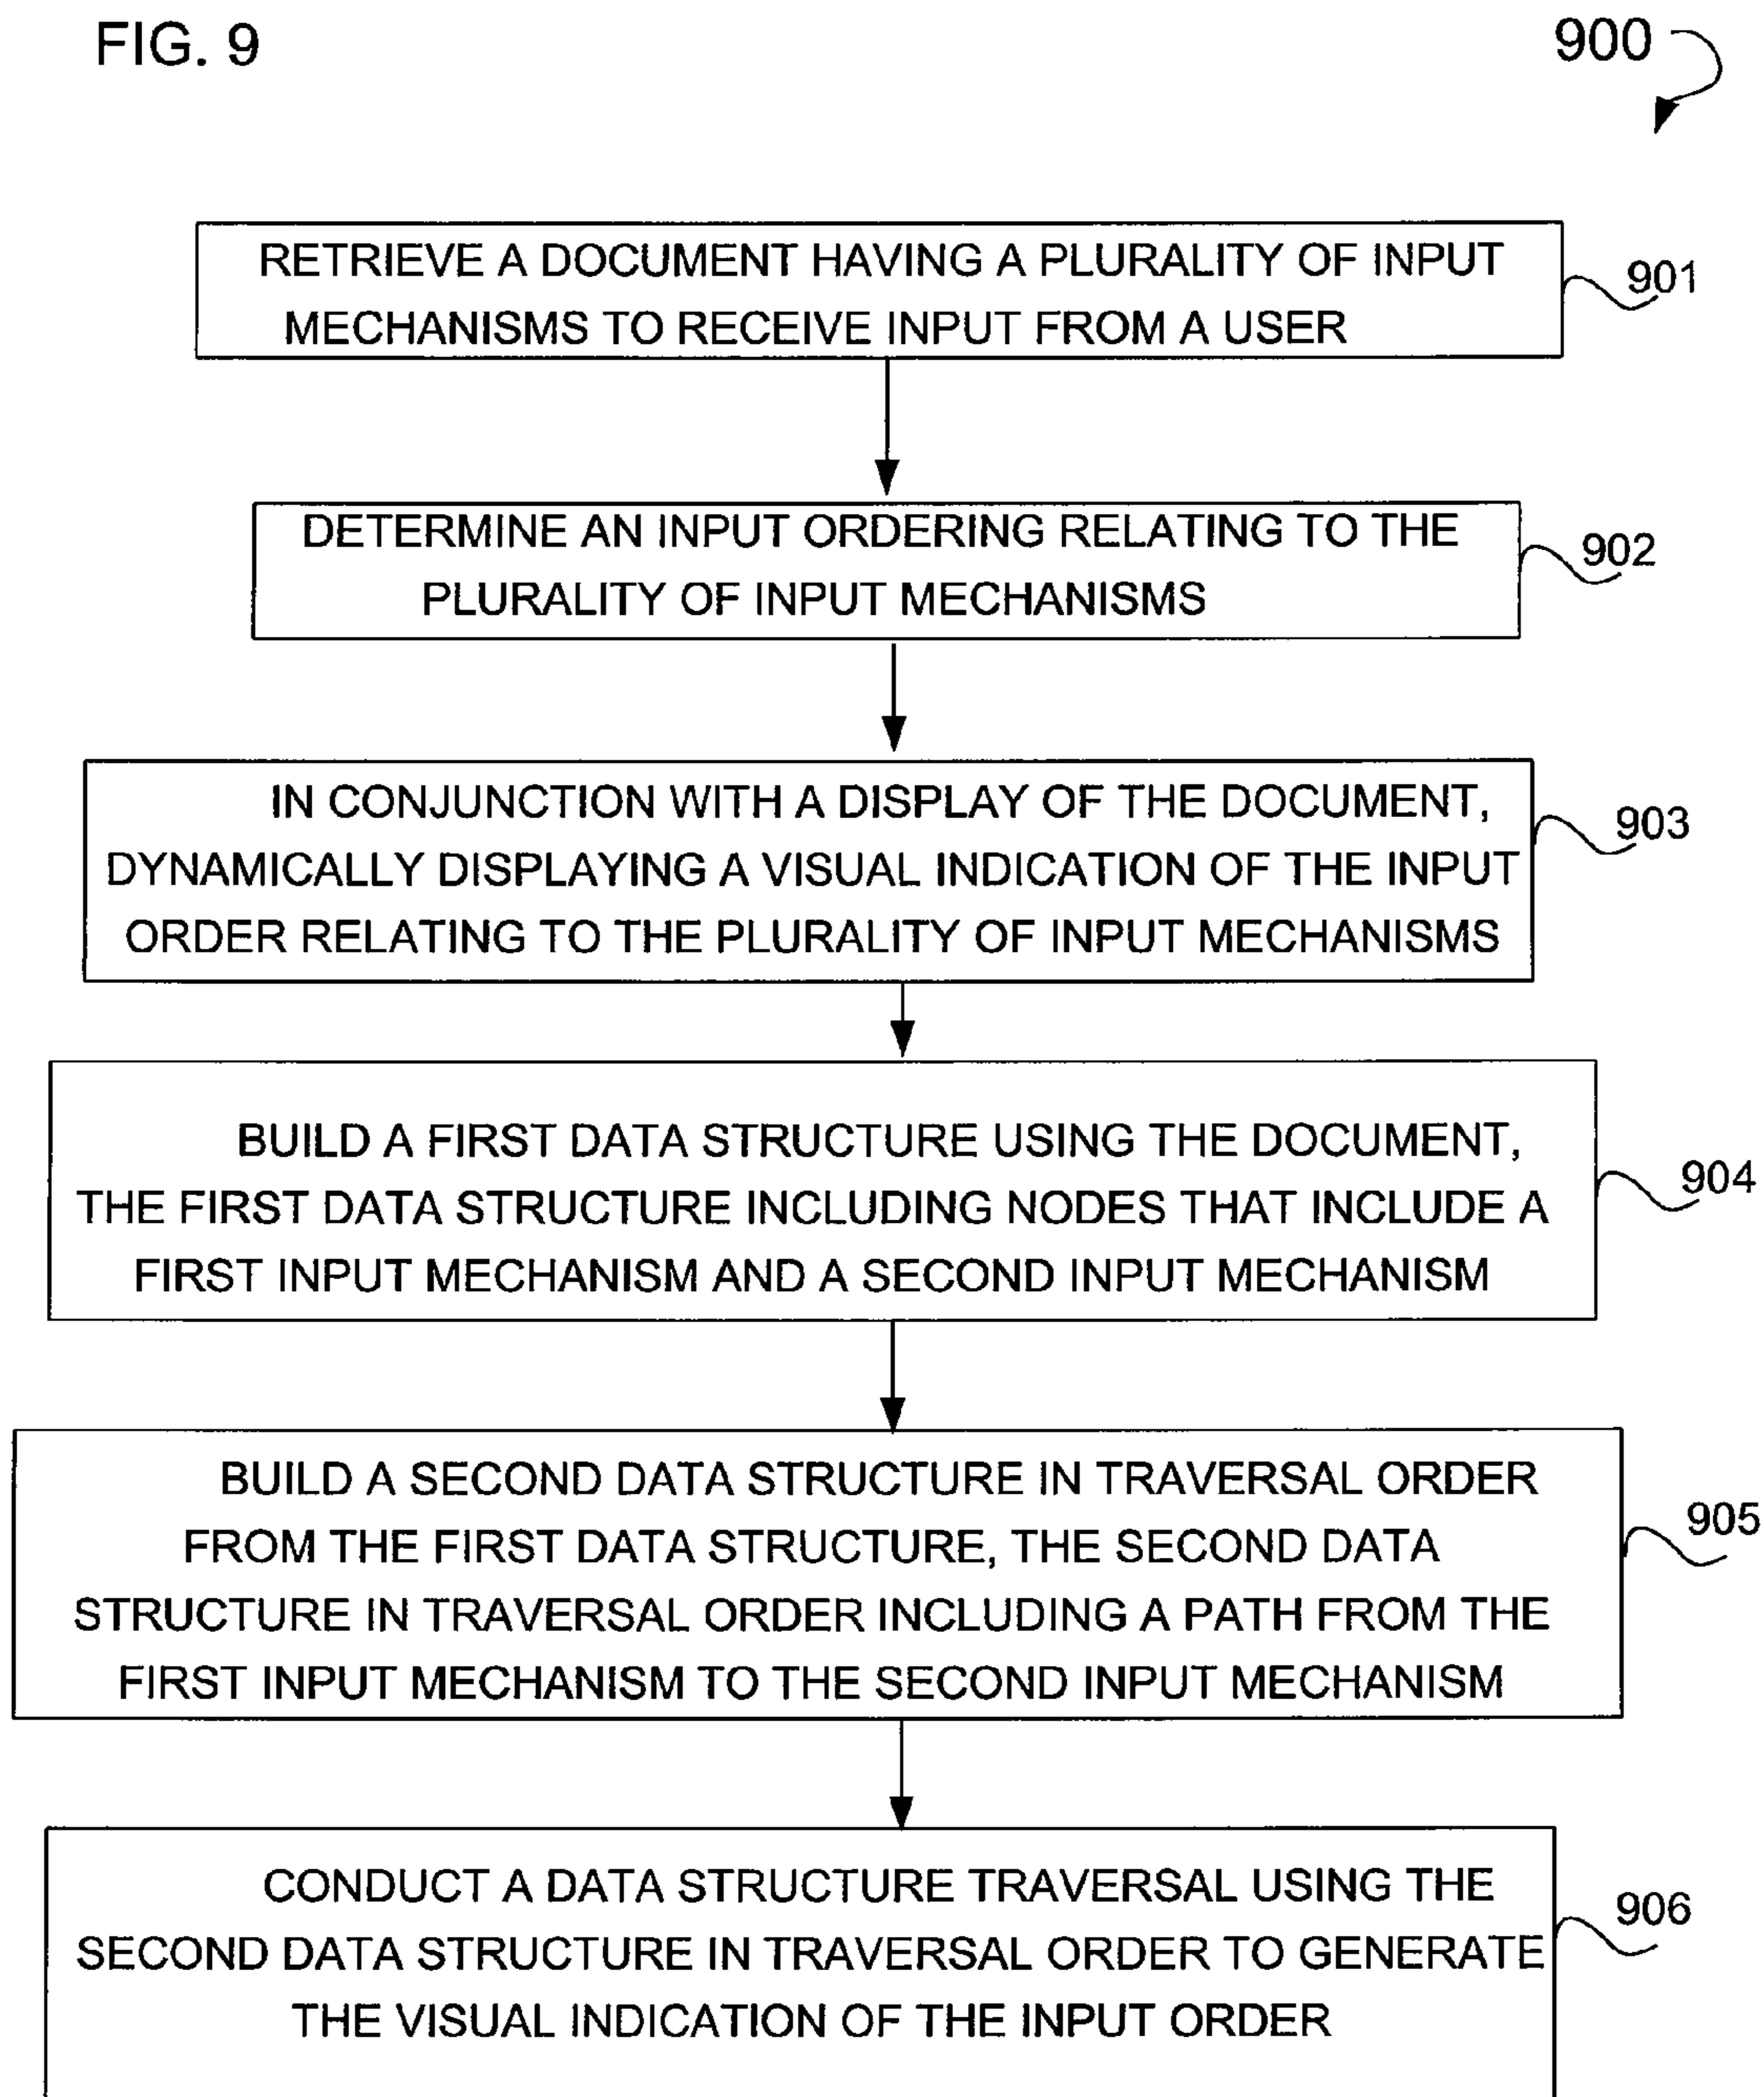 FIG. 9
900
RETRIEVE A DOCUMENT HAVING A PLURALITY OF INPUT
MECHANISMS TO RECEIVE INPUT FROM A USER
901
DETERMINE AN INPUT ORDERING RELATING TO THE
PLURALITY OF INPUT MECHANISMS
902
IN CONJUNCTION WITH A DISPLAY OF THE DOCUMENT,
DYNAMICALLY DISPLAYING A VISUAL INDICATION OF THE INPUT
ORDER RELATING TO THE PLURALITY OF INPUT MECHANISMS
903
BUILD A FIRST DATA STRUCTURE USING THE DOCUMENT,
THE FIRST DATA STRUCTURE INCLUDING NODES THAT INCLUDE A
FIRST INPUT MECHANISM AND A SECOND INPUT MECHANISM
904
BUILD A SECOND DATA STRUCTURE IN TRAVERSAL ORDER
FROM THE FIRST DATA STRUCTURE, THE SECOND DATA
STRUCTURE IN TRAVERSAL ORDER INCLUDING A PATH FROM THE
FIRST INPUT MECHANISM TO THE SECOND INPUT MECHANISM
905
CONDUCT A DATA STRUCTURE TRAVERSAL USING THE
SECOND DATA STRUCTURE IN TRAVERSAL ORDER TO GENERATE
THE VISUAL INDICATION OF THE INPUT ORDER
906